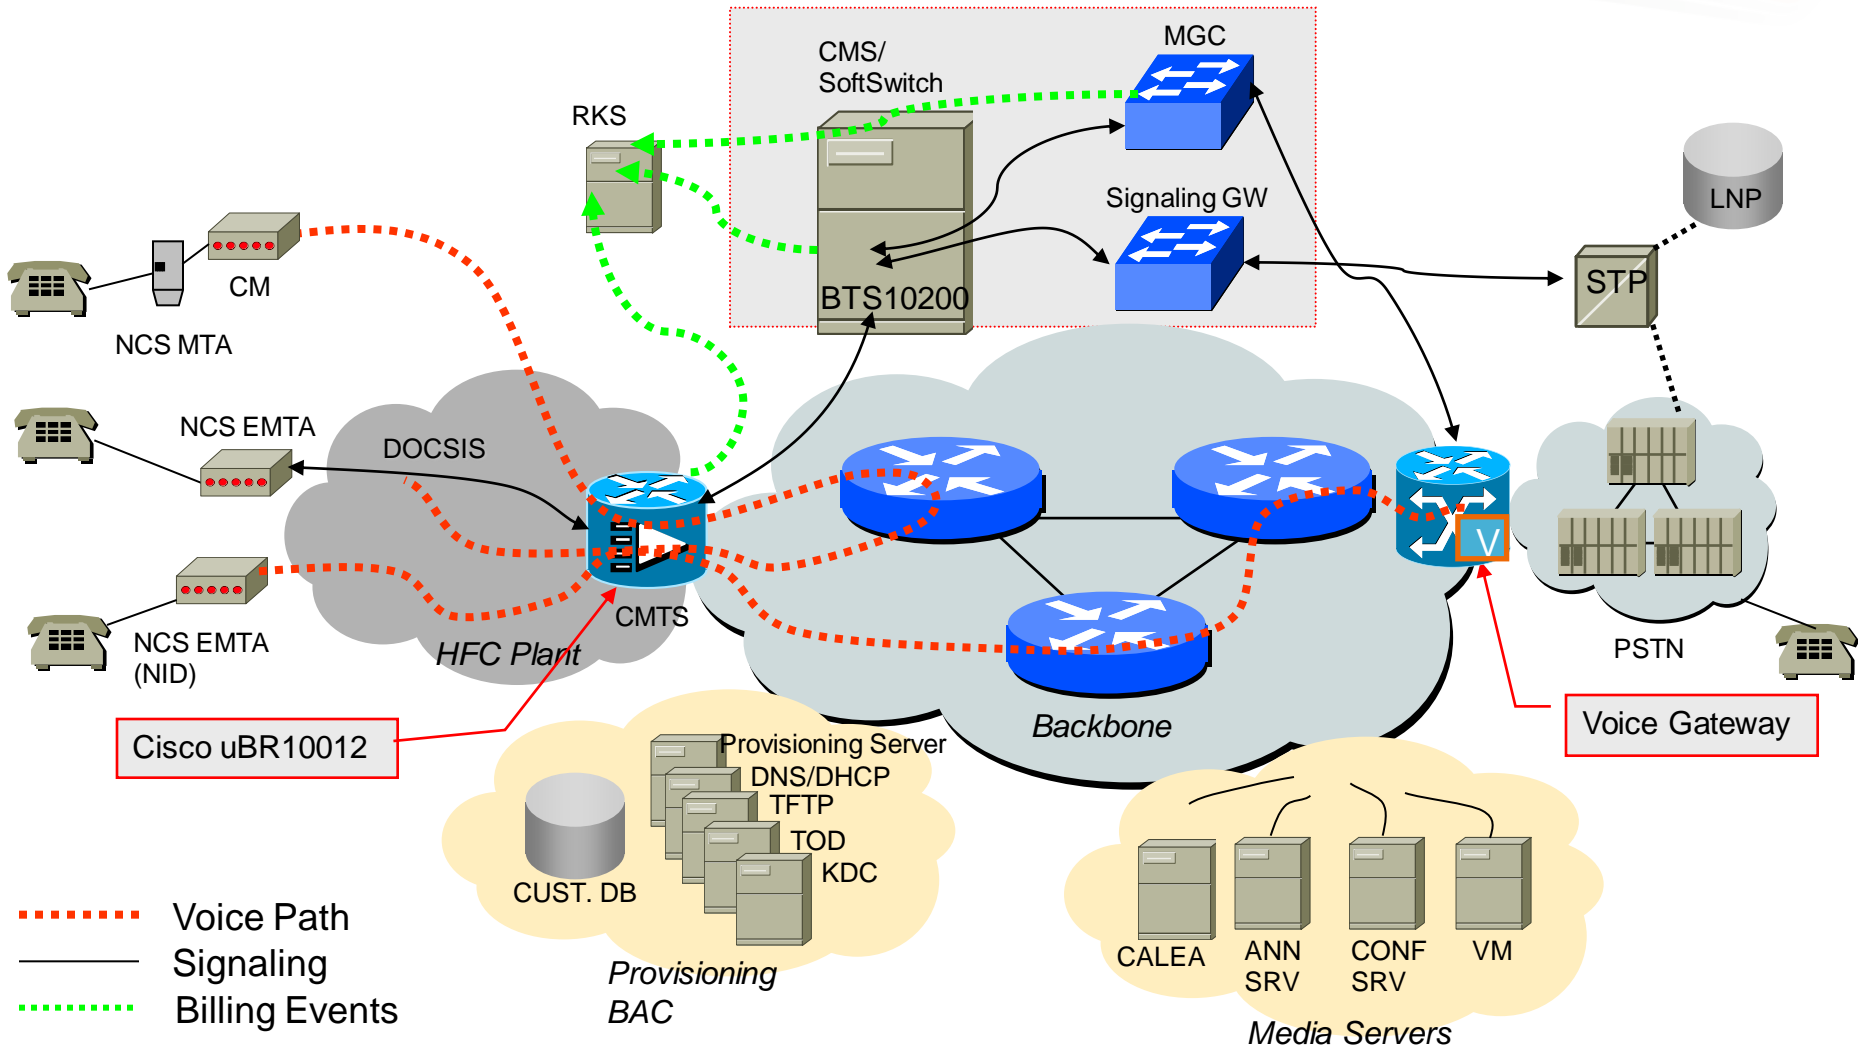 MGC
CMS/
SoftSwitch
RKS
LNP
Signaling GW
STP
CM
BTS10200
NCS MTA
NCS EMTA
DOCSIS
V
CMTS
HFC Plant
NCS EMTA
(NID)
PSTN
Backbone
Voice Gateway
Cisco uBR10012
Provisioning Server
DNS/DHCP
TFTP
TOD
KDC
CUST. DB
Provisioning
BAC
CALEA
ANN
SRV
CONF
SRV
VM
Media Servers
Voice Path
Signaling
Billing Events